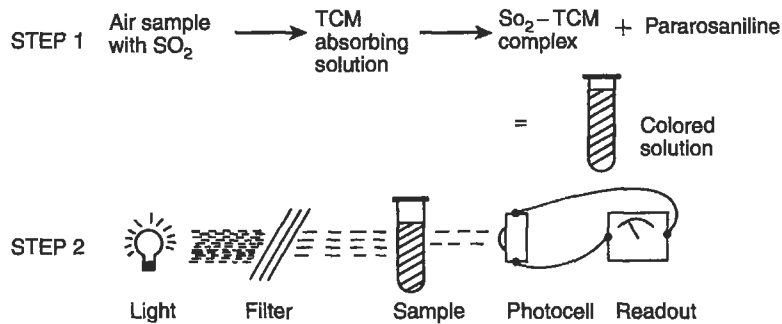 STEP 1
Air sample
with SO₂
TCM
absorbing
solution
So₂–TCM
complex
+ Pararosaniline
=
Colored
solution
STEP 2
Light
Filter
Sample
Photocell
Readout